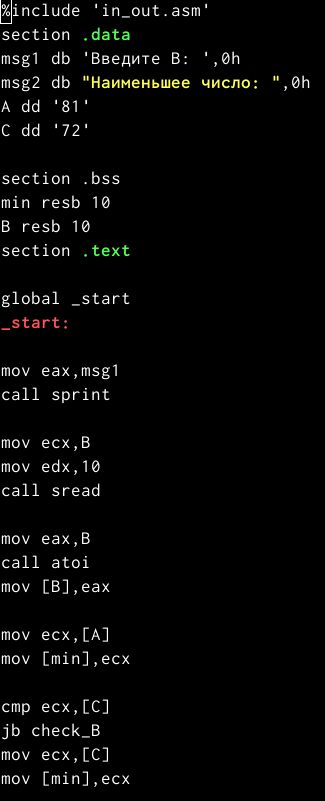 %include 'in_out.asm'
section .data
msg1 db 'Введите B: ',0h
msg2 db "Наименьшее число: ",0h
A dd '81'
C dd '72'
section .bss
min resb 10
B resb 10
section .text
global _start
_start:
mov eax,msg1
call sprint
mov ecx,B
mov edx,10
call sread
mov eax,B
call atoi
mov [B],eax
mov ecx,[A]
mov [min],ecx
cmp ecx,[C]
jb check_B
mov ecx,[C]
mov [min],ecx